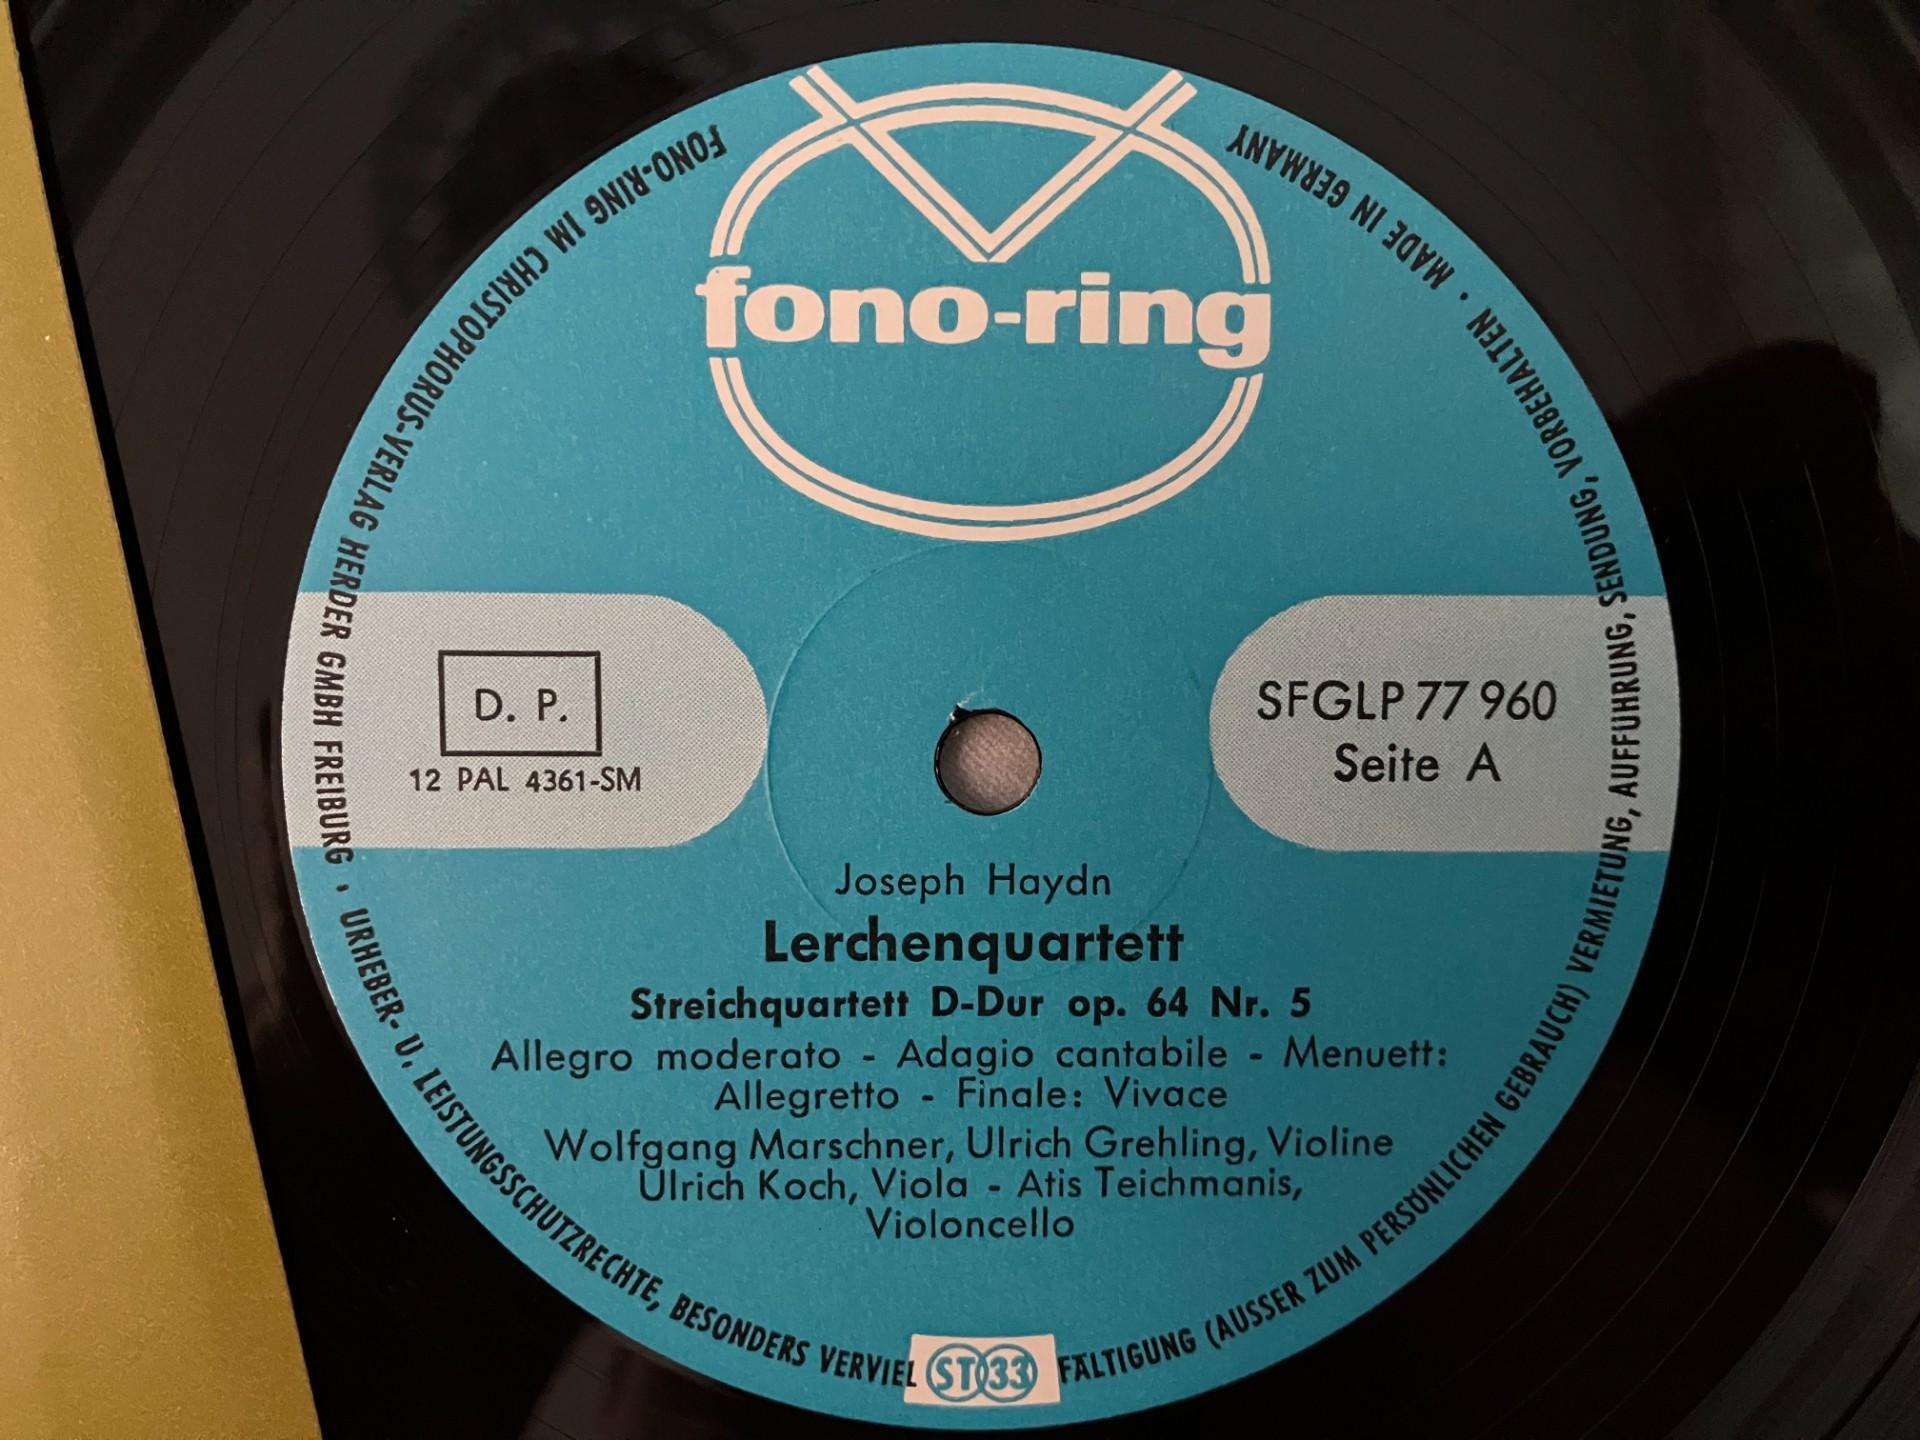 fono-ring
D. P.
12 PAL 4361-SM
SFGLP 77 960
Seite A
Joseph Haydn
Lerchenquartett
Streichquartett D-Dur op. 64 Nr. 5
Allegro moderato - Adagio cantabile - Menuett:
Allegretto - Finale: Vivace
Wolfgang Marschner, Ulrich Grehling, Violine
Ulrich Koch, Viola - Atis Teichmanis,
Violoncello
ST 33
FONO-RING IM CHRISTOPHORUS-VERLAG HERDER GMBH FREIBURG · URHEBER- U. LEISTUNGSSCHUTZRECHTE, BESONDERS VERVIELFÄLTIGUNG (AUSSER ZUM PERSÖNLICHEN GEBRAUCH) VERMIETUNG, AUFFÜHRUNG, SENDUNG, VORBEHALTEN · MADE IN GERMANY